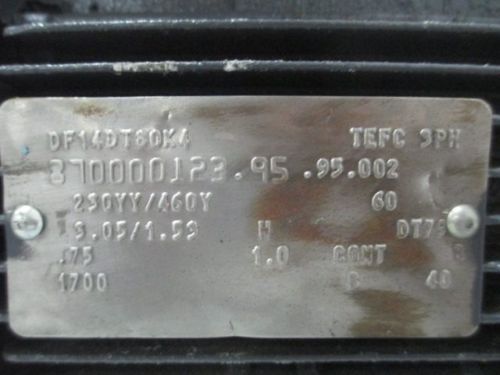 DF14DT80K4 TEFC 3PH
870000123.95 .95.002
230YY/460Y 60
3.05/1.53 H
.75 1.0 CONT
1700 B 40